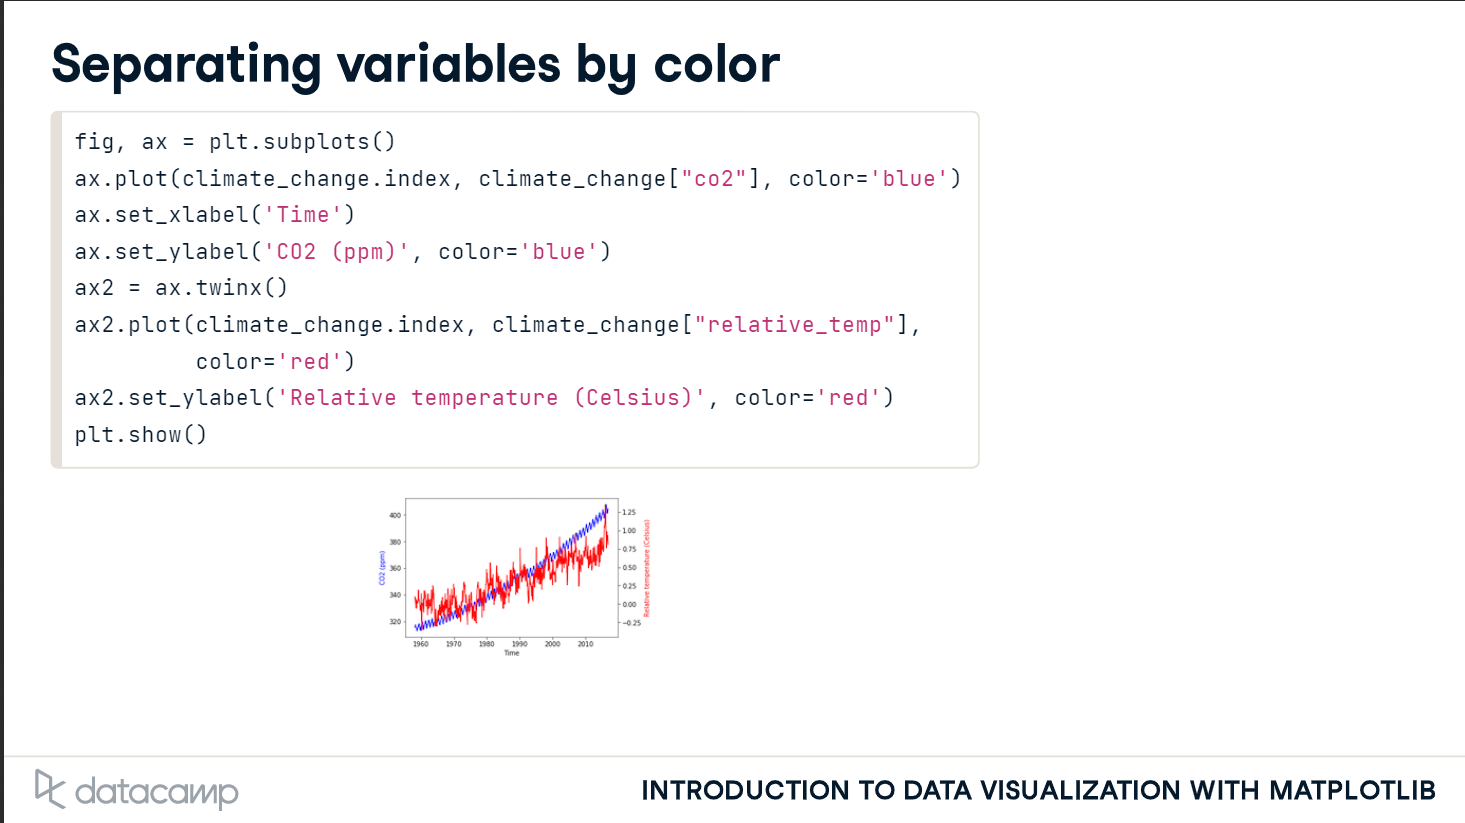 Separating variables by color
fig, ax = plt.subplots()
ax.plot(climate_change.index, climate_change["co2"], color='blue')
ax.set_xlabel('Time')
ax.set_ylabel('CO2 (ppm)', color='blue')
ax2 = ax.twinx()
ax2.plot(climate_change.index, climate_change["relative_temp"],
         color='red')
ax2.set_ylabel('Relative temperature (Celsius)', color='red')
plt.show()
400
380
360
340
320
CO2 (ppm)
1.25
1.00
0.75
0.50
0.25
0.00
−0.25
Relative temperature (Celsius)
1960 1970 1980 1990 2000 2010
Time
datacamp
INTRODUCTION TO DATA VISUALIZATION WITH MATPLOTLIB